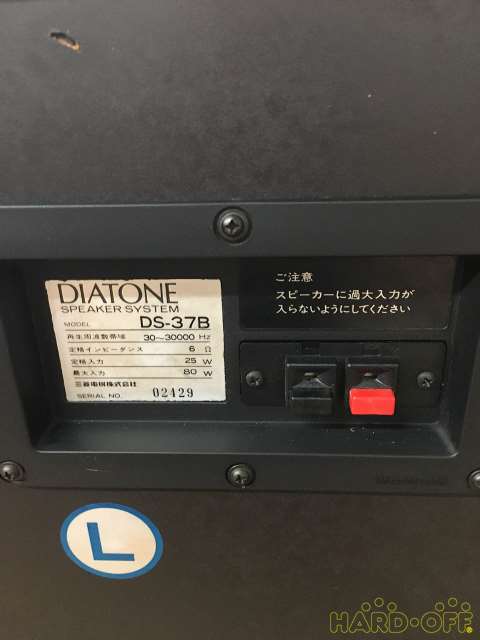 DIATONE
SPEAKER SYSTEM
MODEL DS-37B
再生周波数帯域 30～30000 Hz
定格インピーダンス 6 Ω
定格入力 25 W
最大入力 80 W
三菱電機株式会社
SERIAL NO. 02429
ご注意
スピーカーに過大入力が
入らないようにしてください
L
HARD・OFF